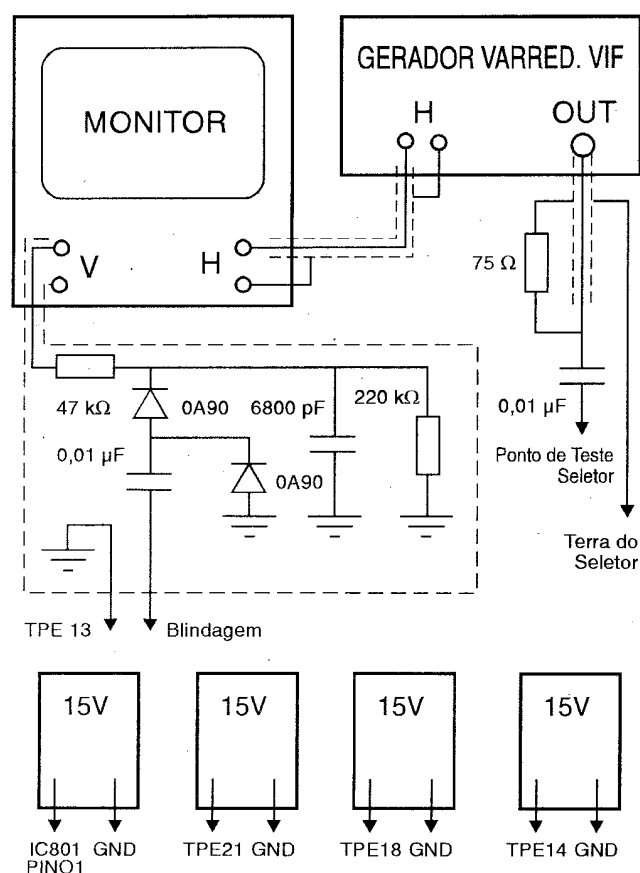 GERADOR VARRED. VIF
MONITOR
H
OUT
V
H
75 Ω
47 kΩ
0A90
6800 pF
220 kΩ
0,01 µF
0,01 µF
0A90
Ponto de Teste
Seletor
Terra do
Seletor
TPE 13
Blindagem
15V
15V
15V
15V
IC801 GND
PINO1
TPE21 GND
TPE18 GND
TPE14 GND